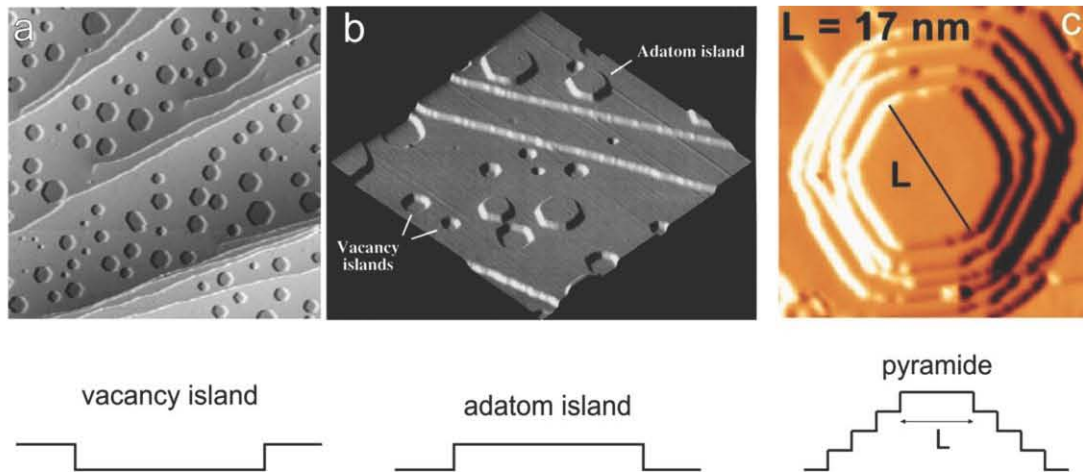 a
b
Adatom island
Vacancy
islands
L = 17 nm
c
L
vacancy island
adatom island
pyramide
L